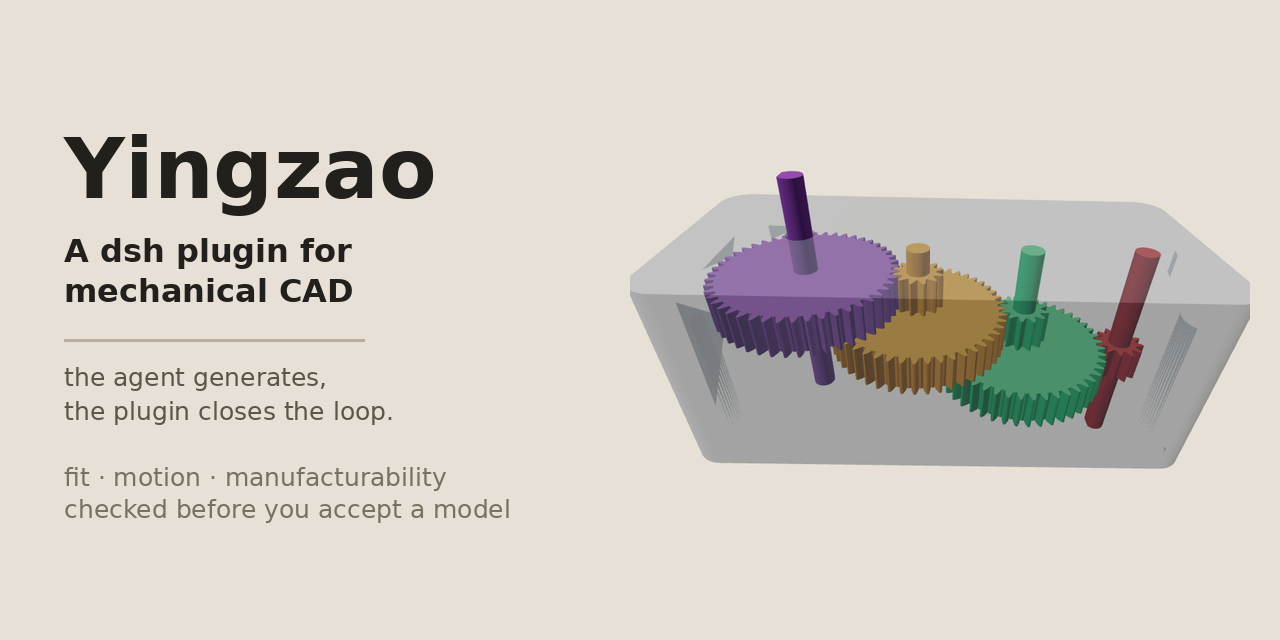 Yingzao
A dsh plugin for
mechanical CAD
the agent generates,
the plugin closes the loop.
fit · motion · manufacturability
checked before you accept a model